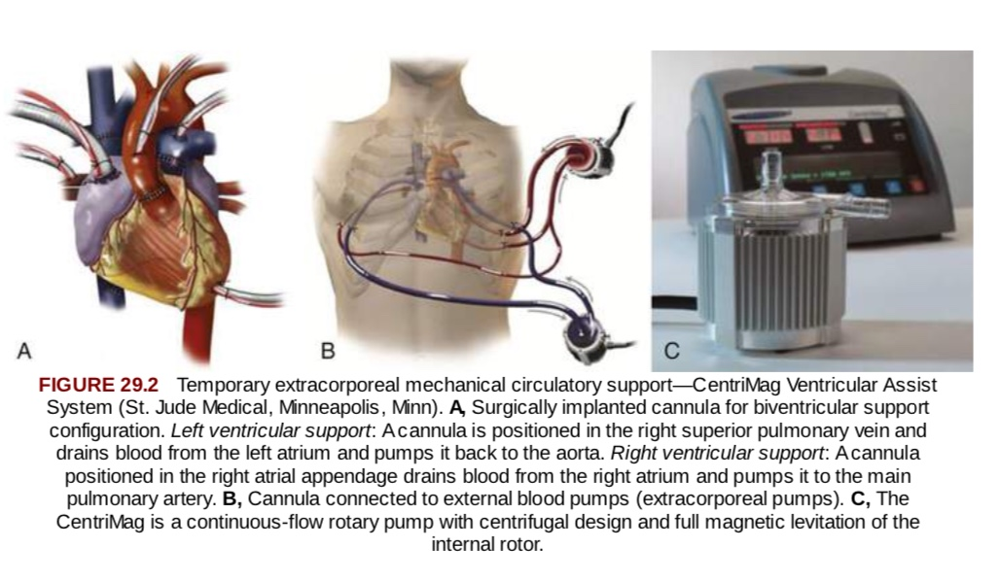 A
B
C
FIGURE 29.2 Temporary extracorporeal mechanical circulatory support—CentriMag Ventricular Assist
System (St. Jude Medical, Minneapolis, Minn). A, Surgically implanted cannula for biventricular support
configuration. Left ventricular support: A cannula is positioned in the right superior pulmonary vein and
drains blood from the left atrium and pumps it back to the aorta. Right ventricular support: A cannula
positioned in the right atrial appendage drains blood from the right atrium and pumps it to the main
pulmonary artery. B, Cannula connected to external blood pumps (extracorporeal pumps). C, The
CentriMag is a continuous-flow rotary pump with centrifugal design and full magnetic levitation of the
internal rotor.